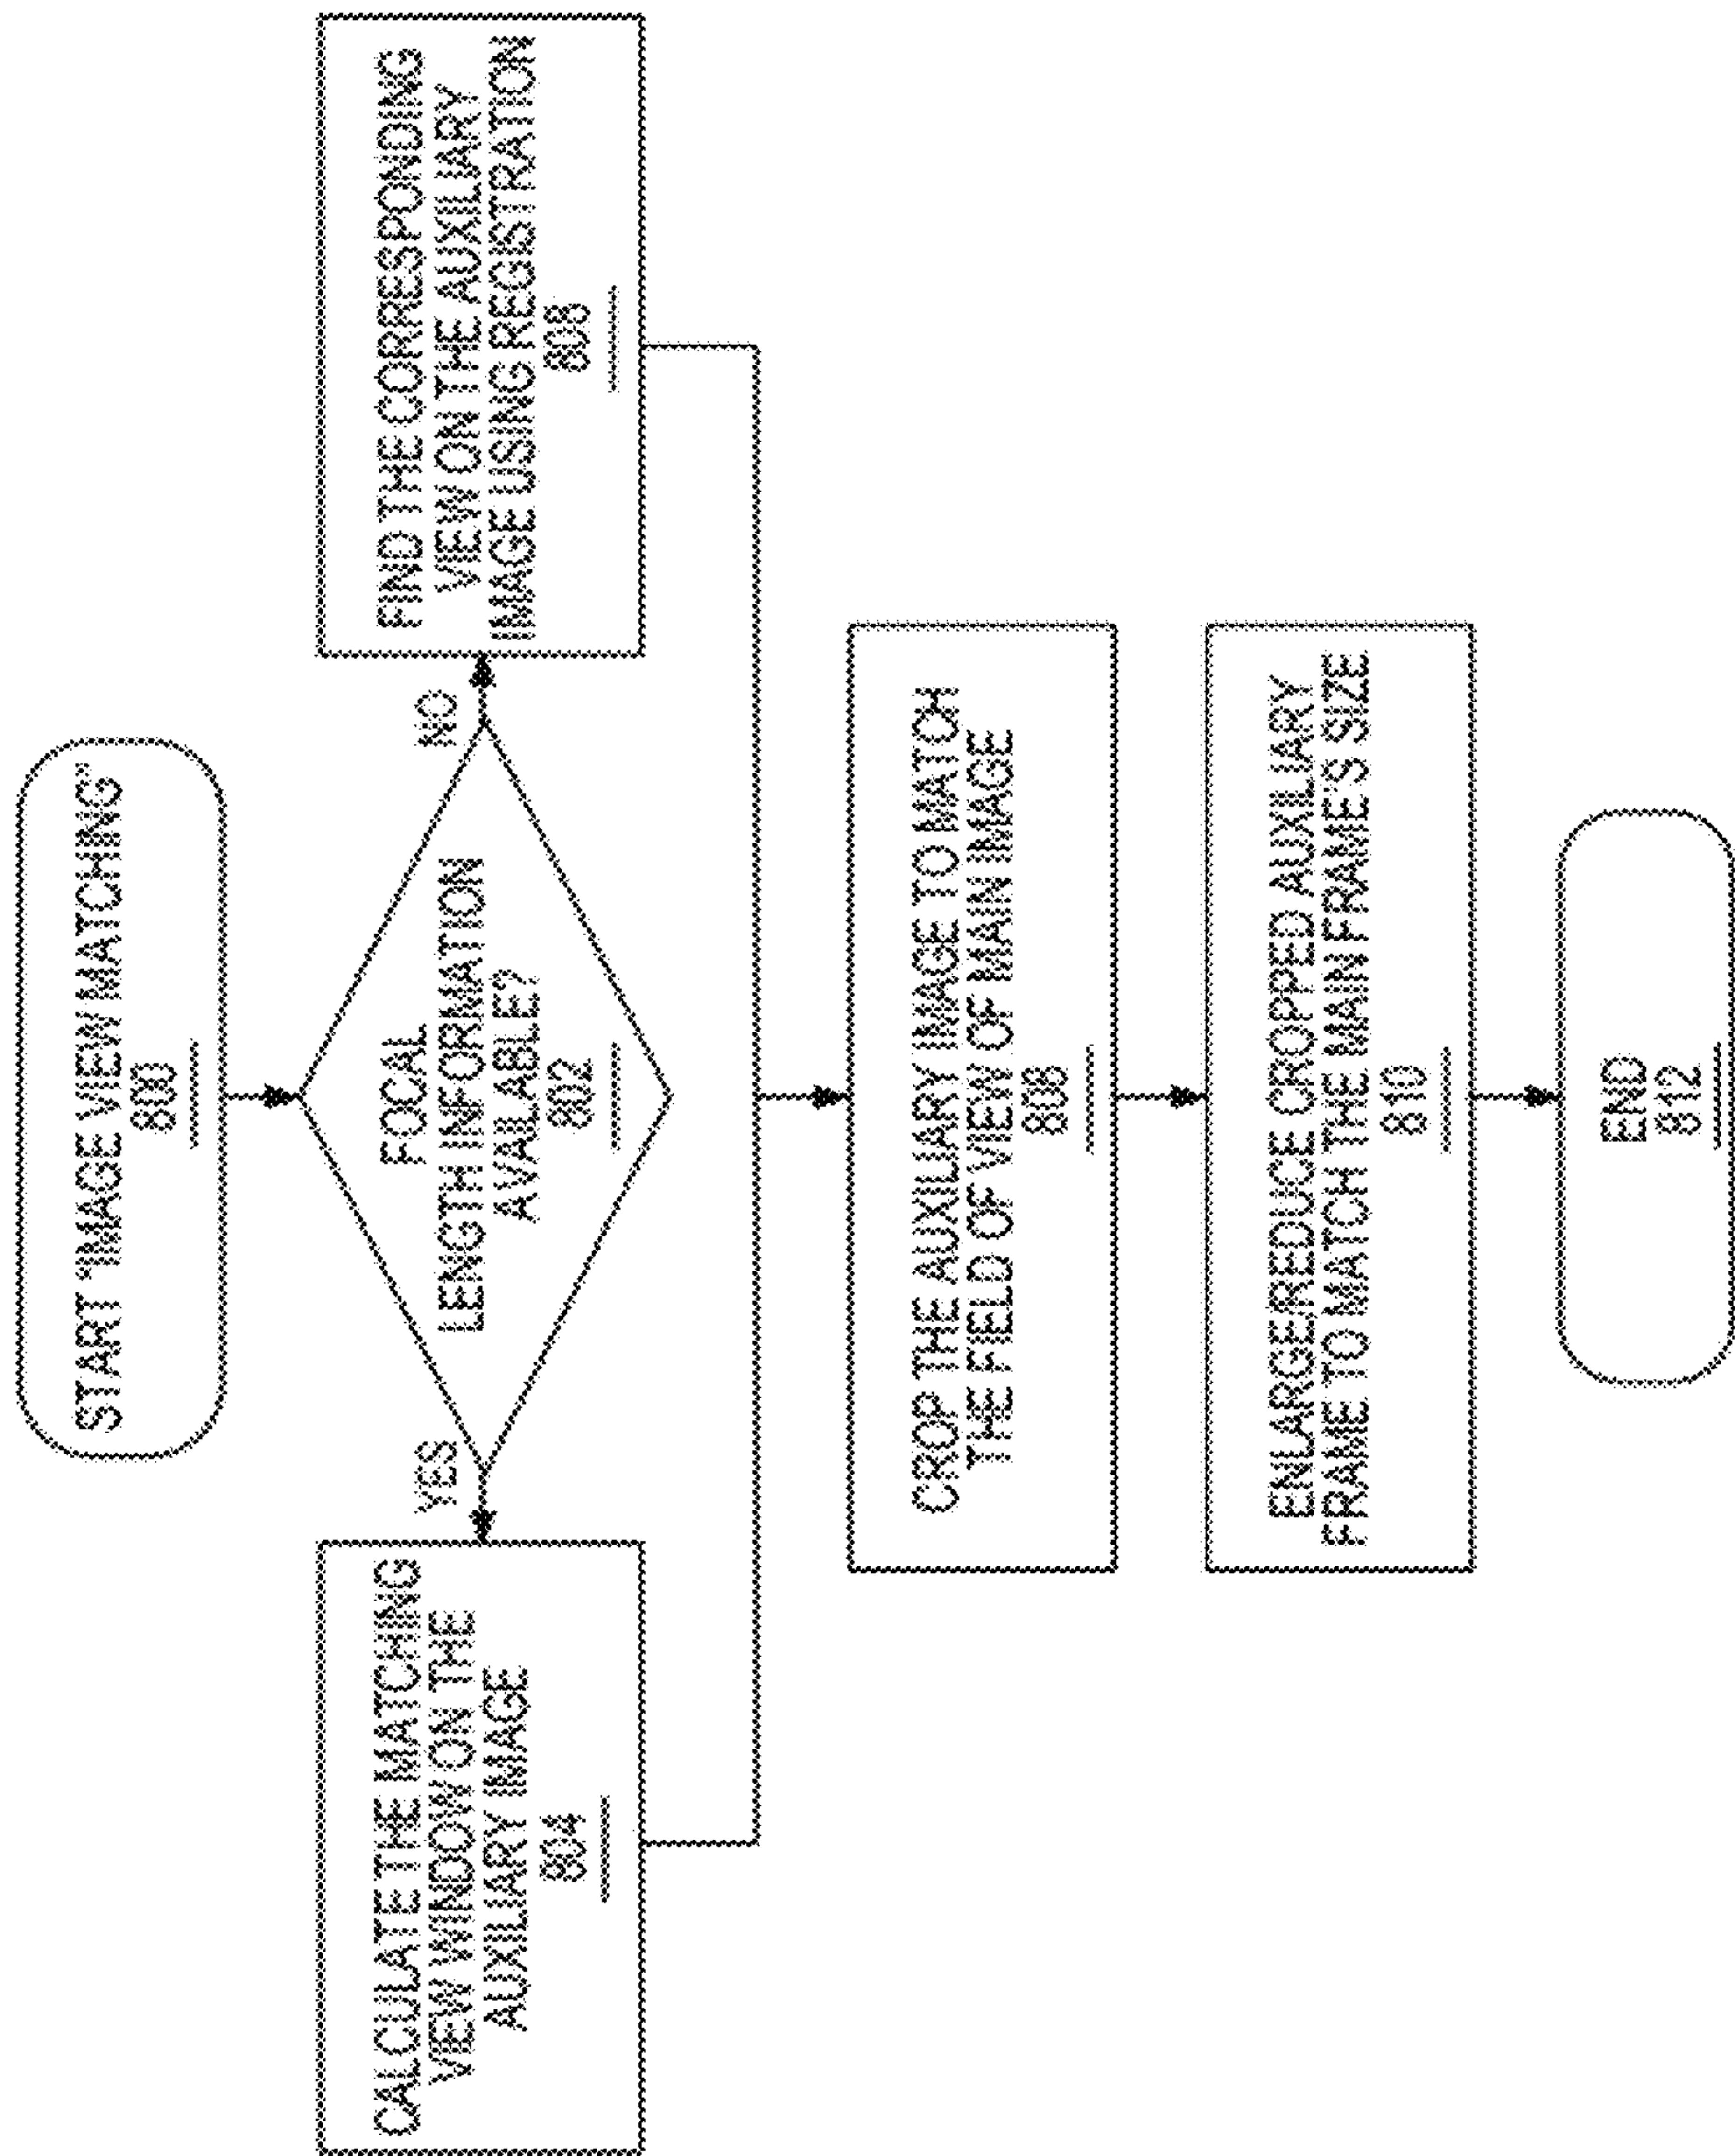 START "IMAGE VIEW MATCHING"
800
FOCAL
LENGTH INFORMATION
AVAILABLE?
802
YES
NO
CALCULATE THE MATCHING
VIEW WINDOW ON THE
AUXILIARY IMAGE
804
FIND THE CORRESPONDING
VIEW ON THE AUXILIARY
IMAGE USING REGISTRATION
808
CROP THE AUXILIARY IMAGE TO MATCH
THE FIELD OF VIEW OF MAIN IMAGE
806
ENLARGE/REDUCE CROPPED AUXILIARY
FRAME TO MATCH THE MAIN FRAME'S SIZE
810
END
812